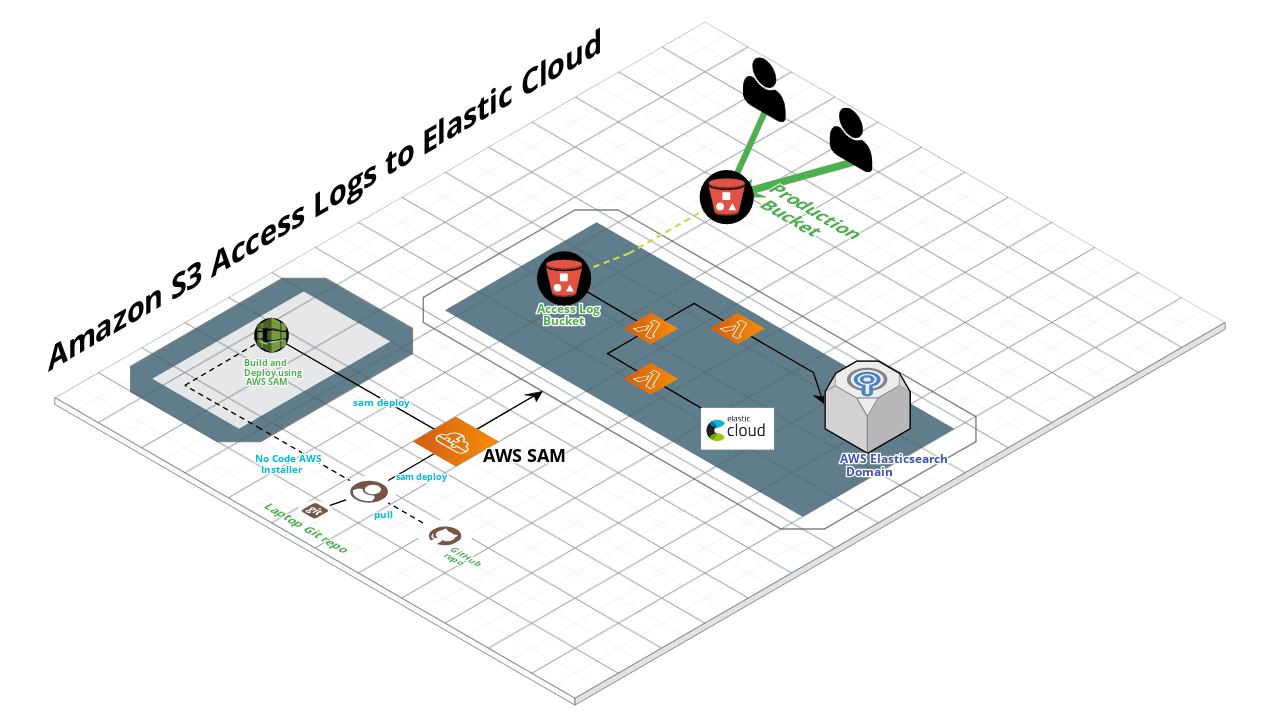 Amazon S3 Access Logs to Elastic Cloud
Production
Bucket
Access Log
Bucket
elastic
cloud
AWS Elasticsearch
Domain
Build and
Deploy using
AWS SAM
sam deploy
AWS SAM
No Code AWS
Installer
sam deploy
git
pull
Laptop Git repo
GitHub
repo